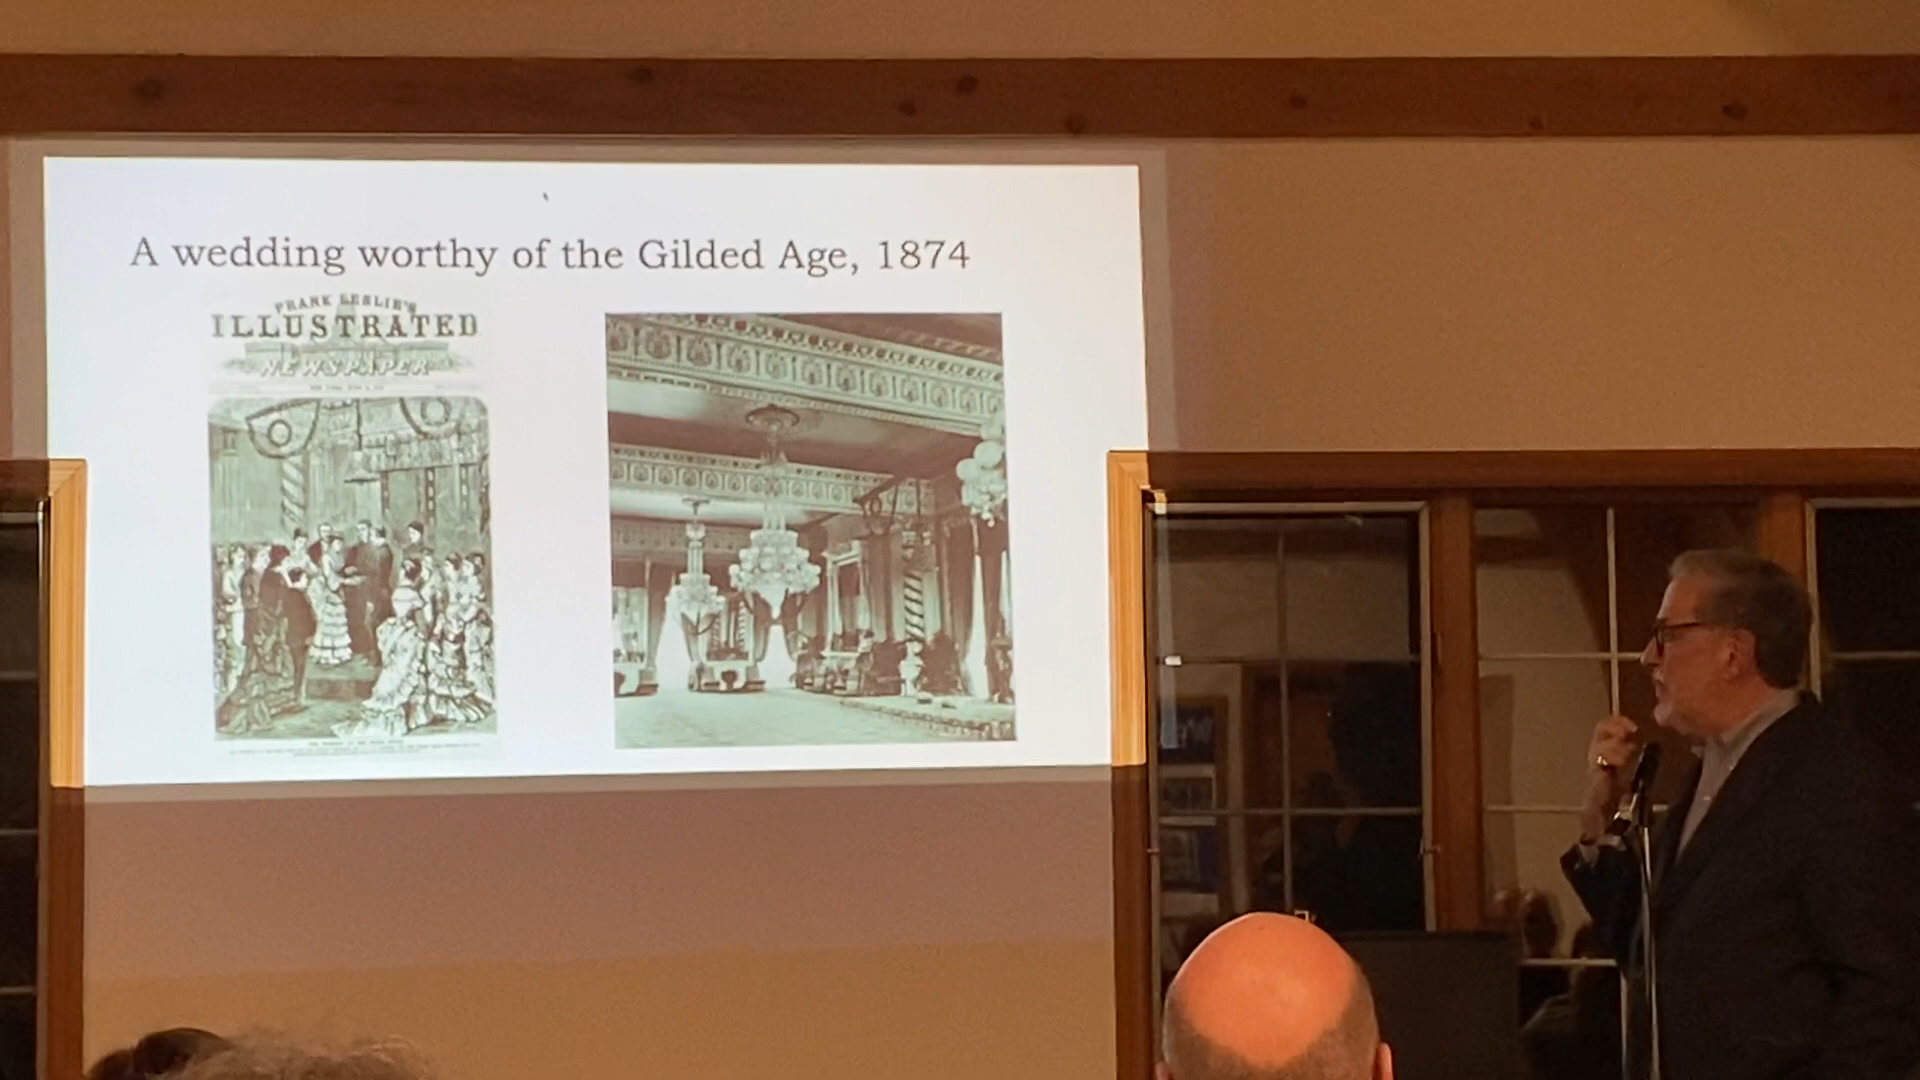 A wedding worthy of the Gilded Age, 1874
FRANK LESLIE'S
ILLUSTRATED
NEWSPAPER